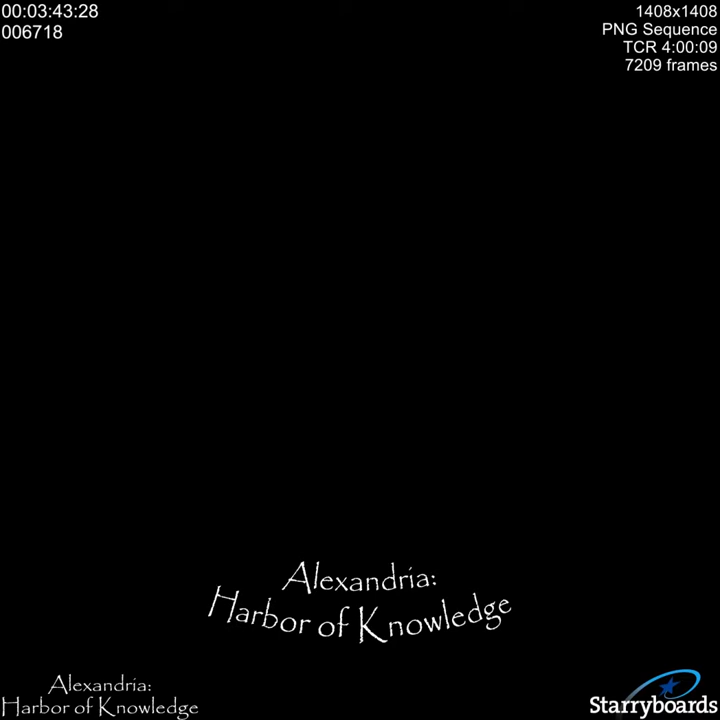 00:03:43:28
006718
1408x1408
PNG Sequence
TCR 4:00:09
7209 frames
Alexandria:
Harbor of Knowledge
Alexandria:
Harbor of Knowledge
Starryboards